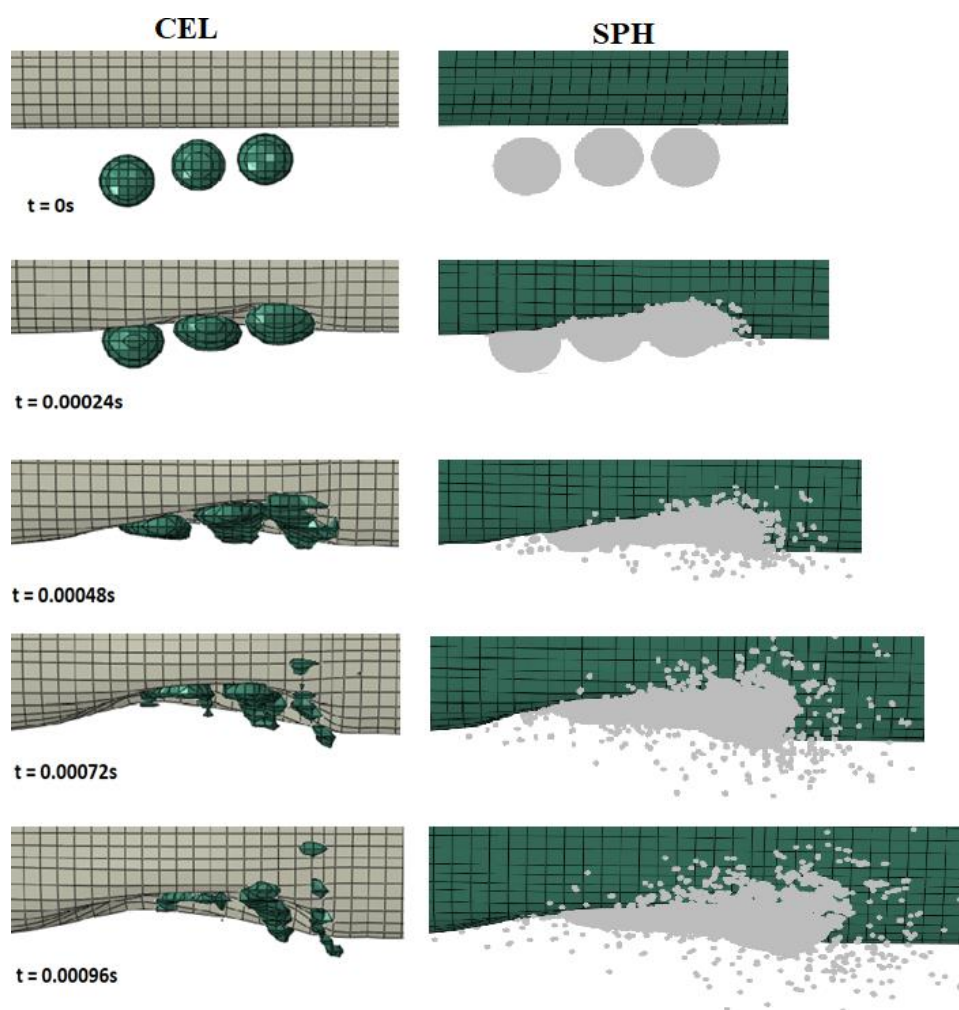 CEL
SPH
t = 0s
t = 0.00024s
t = 0.00048s
t = 0.00072s
t = 0.00096s